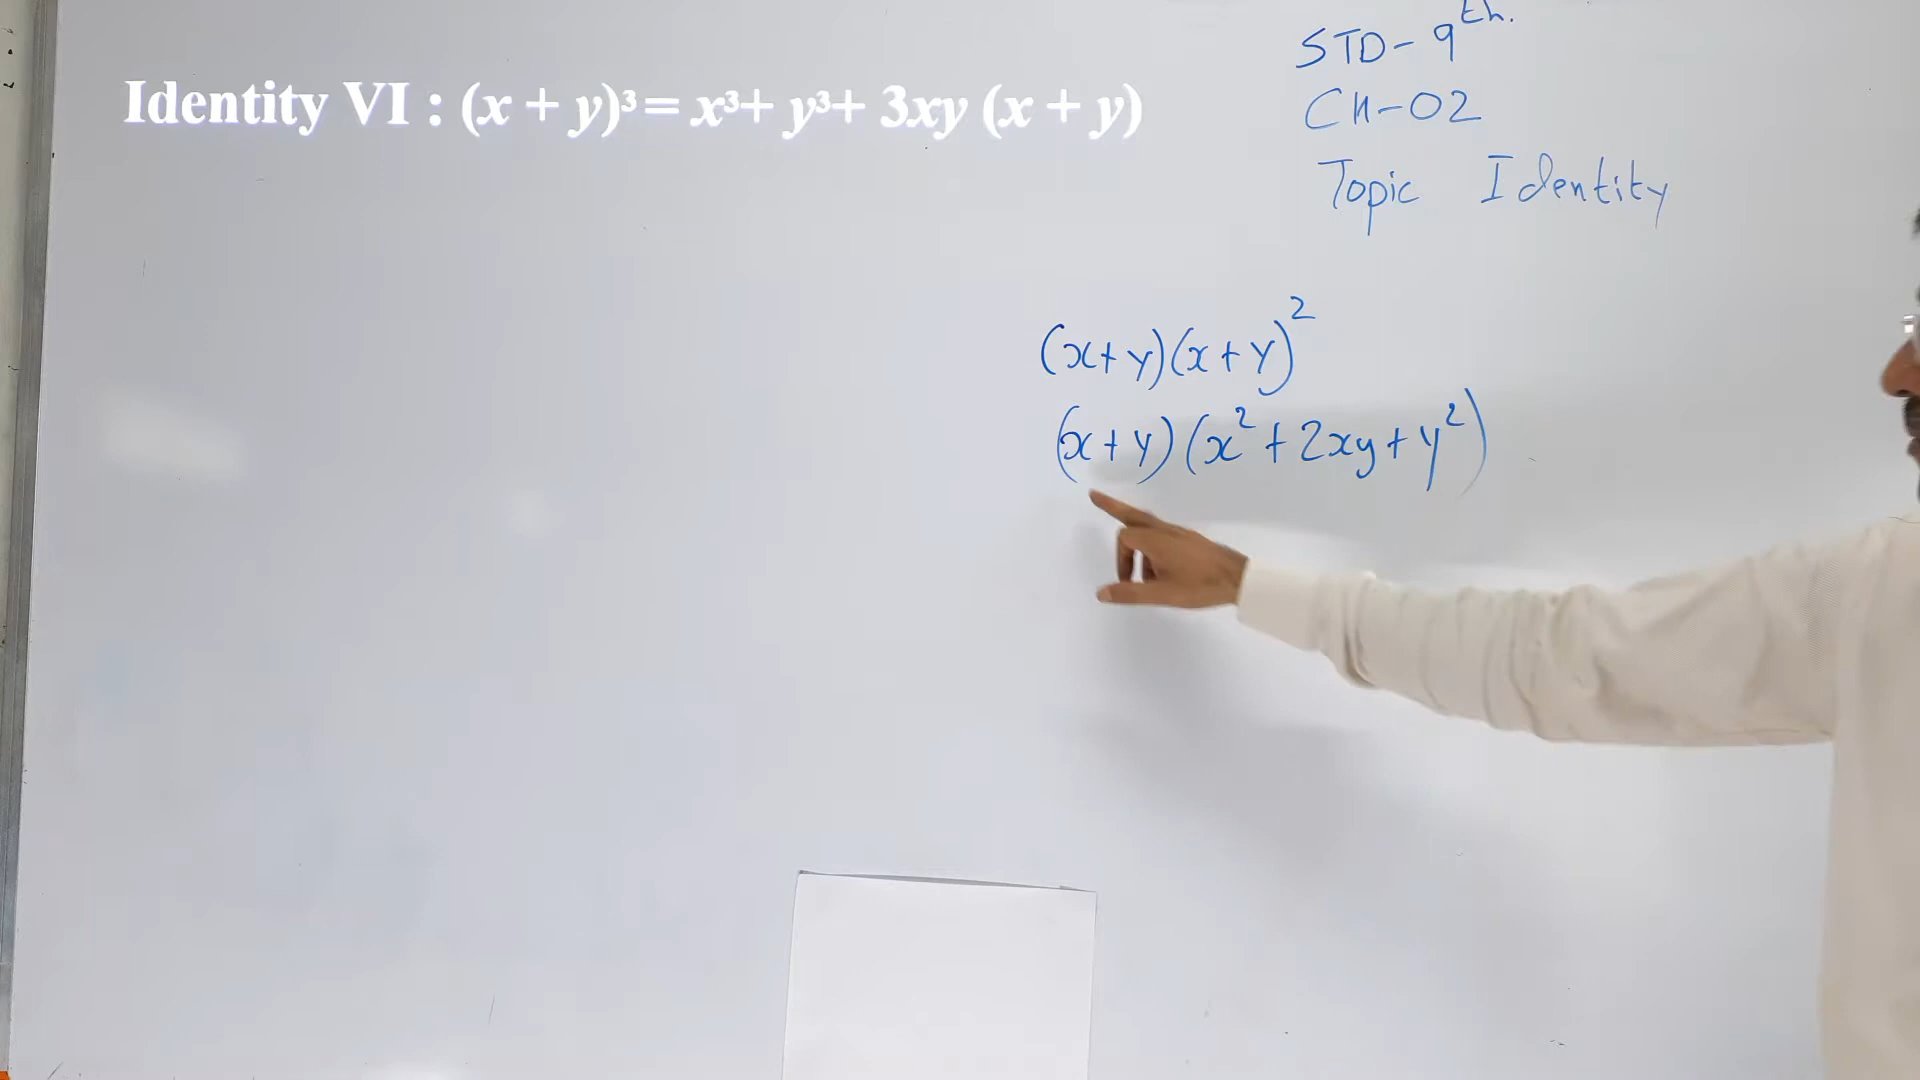 Identity VI : (x + y)³ = x³+ y³+ 3xy (x + y)
STD - 9th.
CH-02
Topic Identity
(x+y)(x+y)²
(x+y)(x²+2xy+y²)